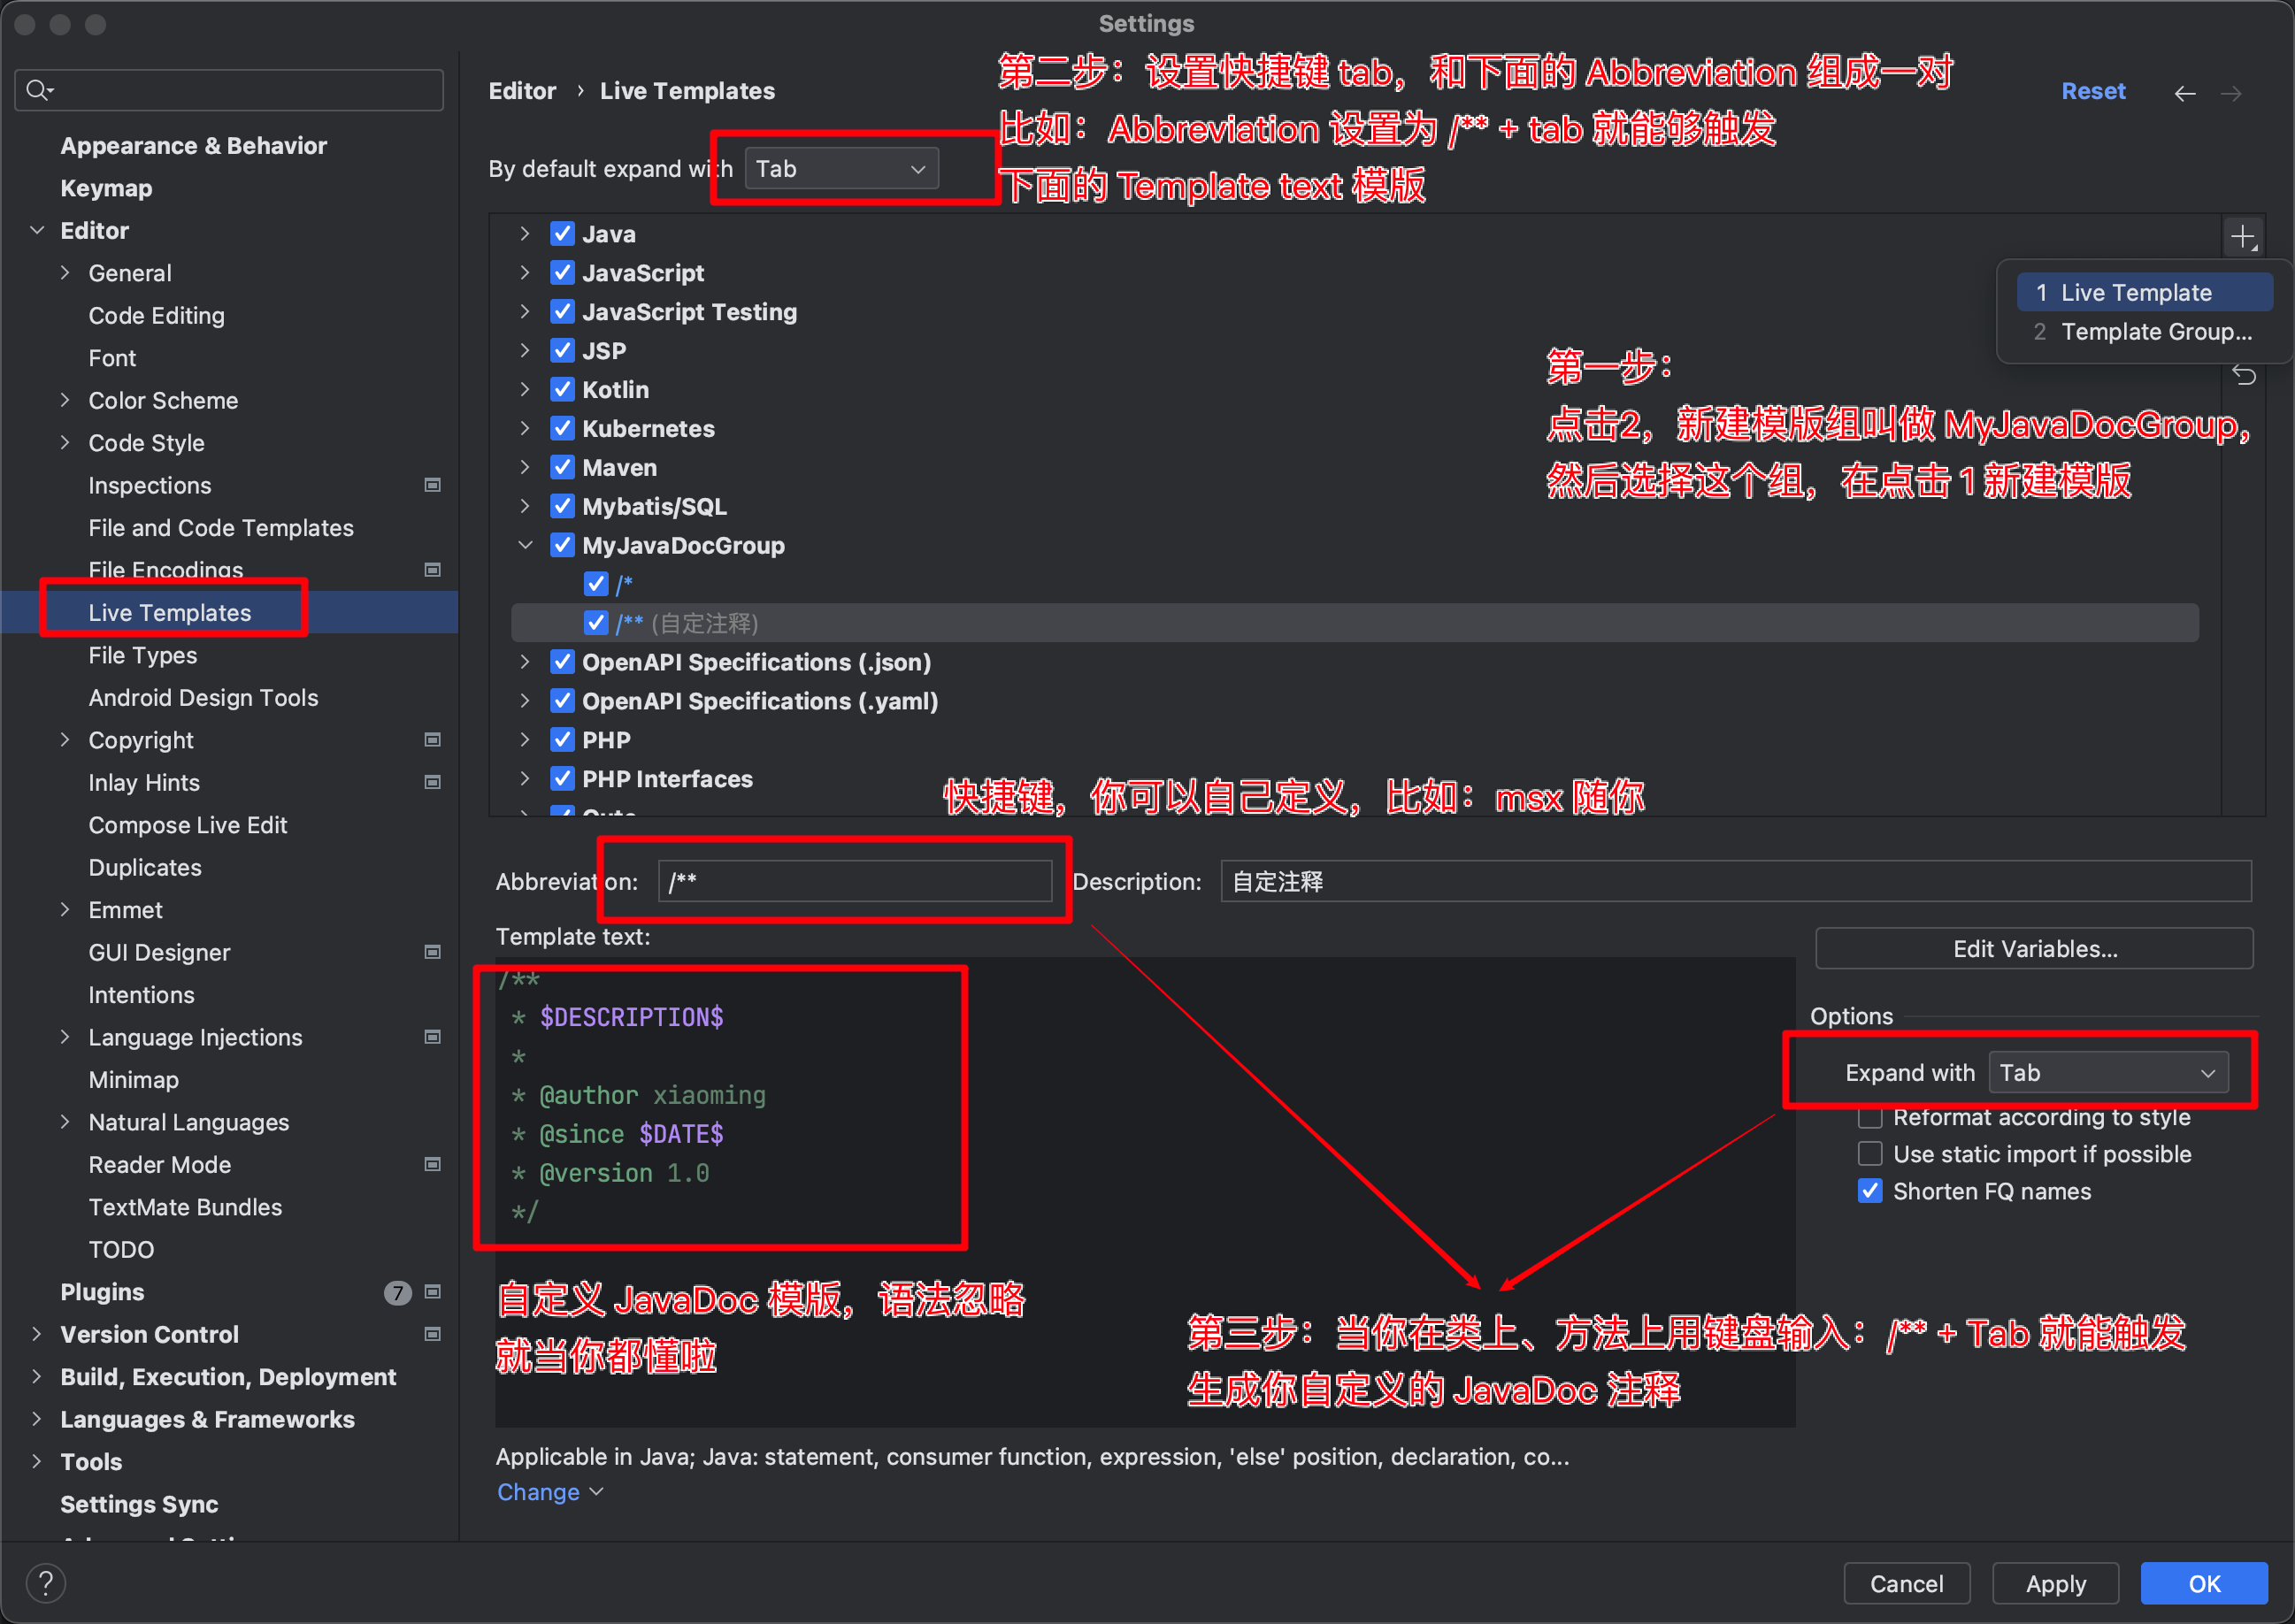 Settings
第二步：设置快捷键 tab，和下面的 Abbreviation 组成一对
比如：Abbreviation 设置为 /** + tab 就能够触发
下面的 Template text 模版
Editor › Live Templates
Reset
By default expand with Tab
Appearance & Behavior
Keymap
Editor
General
Code Editing
Font
Color Scheme
Code Style
Inspections
File and Code Templates
File Encodings
Live Templates
File Types
Android Design Tools
Copyright
Inlay Hints
Compose Live Edit
Duplicates
Emmet
GUI Designer
Intentions
Language Injections
Minimap
Natural Languages
Reader Mode
TextMate Bundles
TODO
Plugins 7
Version Control
Build, Execution, Deployment
Languages & Frameworks
Tools
Settings Sync
Java
JavaScript
JavaScript Testing
JSP
Kotlin
Kubernetes
Maven
Mybatis/SQL
MyJavaDocGroup
/*
/** (自定注释)
OpenAPI Specifications (.json)
OpenAPI Specifications (.yaml)
PHP
PHP Interfaces
1 Live Template
2 Template Group...
第一步：
点击2，新建模版组叫做 MyJavaDocGroup，
然后选择这个组，在点击 1 新建模版
快捷键，你可以自己定义，比如：msx 随你
Abbreviation: /** Description: 自定注释
Template text:
/**
* $DESCRIPTION$
*
* @author xiaoming
* @since $DATE$
* @version 1.0
*/
自定义 JavaDoc 模版，语法忽略
就当你都懂啦
Edit Variables...
Options
Expand with Tab
Reformat according to style
Use static import if possible
Shorten FQ names
第三步：当你在类上、方法上用键盘输入：/** + Tab 就能触发
生成你自定义的 JavaDoc 注释
Applicable in Java; Java: statement, consumer function, expression, 'else' position, declaration, co...
Change
?
Cancel
Apply
OK